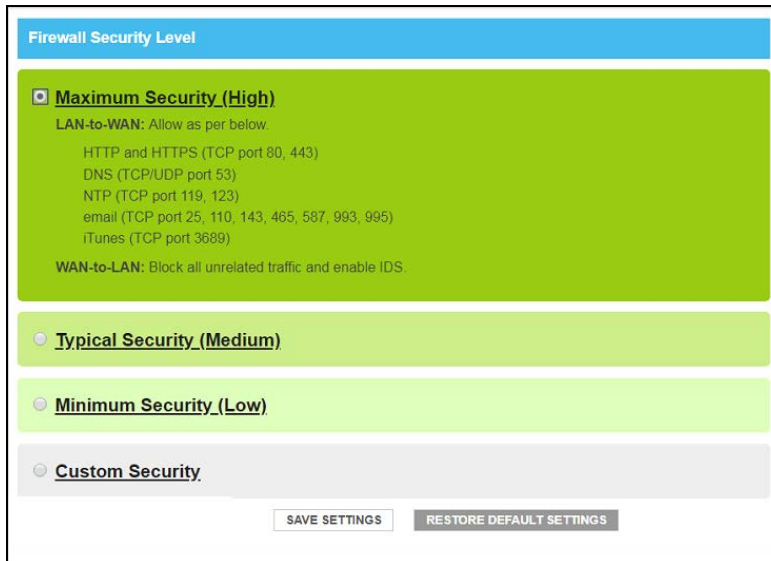 Firewall Security Level
Maximum Security (High)
LAN-to-WAN: Allow as per below.
HTTP and HTTPS (TCP port 80, 443)
DNS (TCP/UDP port 53)
NTP (TCP port 119, 123)
email (TCP port 25, 110, 143, 465, 587, 993, 995)
iTunes (TCP port 3689)
WAN-to-LAN: Block all unrelated traffic and enable IDS.
Typical Security (Medium)
Minimum Security (Low)
Custom Security
SAVE SETTINGS RESTORE DEFAULT SETTINGS